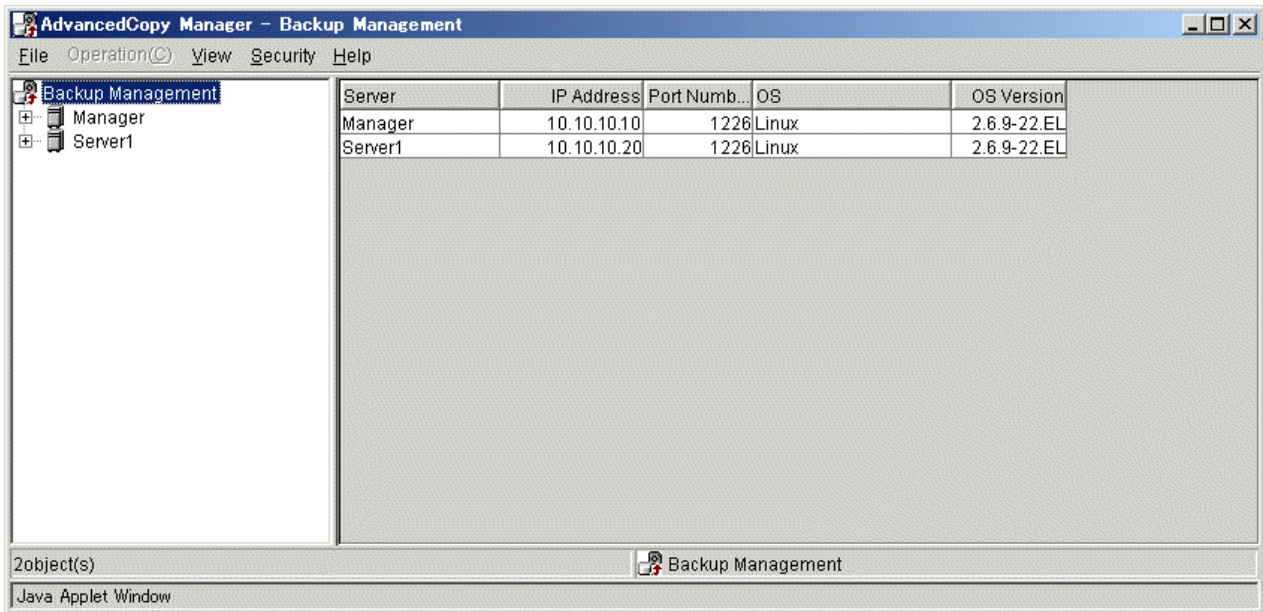 AdvancedCopy Manager - Backup Management
File Operation(C) View Security Help
Backup Management
Manager
Server1
Server IP Address Port Numb... OS OS Version
Manager 10.10.10.10 1226 Linux 2.6.9-22.EL
Server1 10.10.10.20 1226 Linux 2.6.9-22.EL
2object(s) Backup Management
Java Applet Window